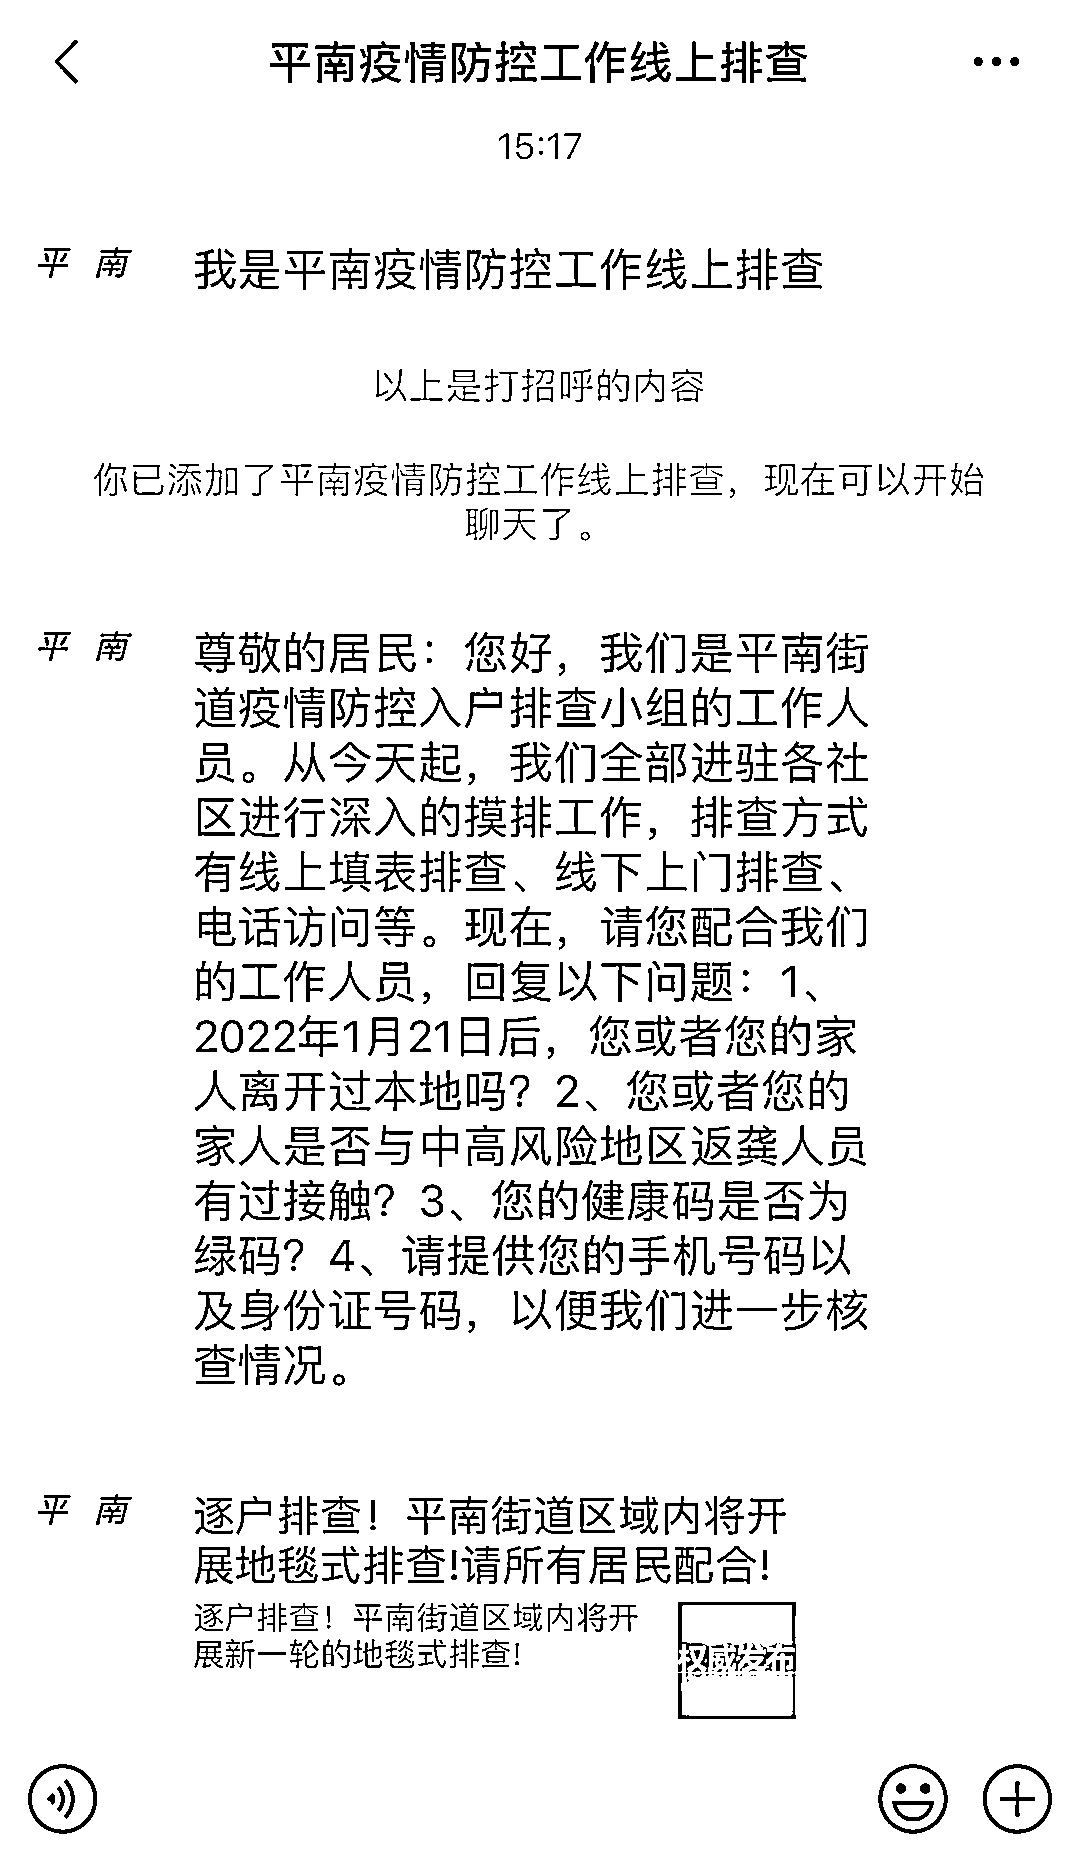 平南疫情防控工作线上排查
15:17
平 南
我是平南疫情防控工作线上排查
以上是打招呼的内容
你已添加了平南疫情防控工作线上排查，现在可以开始
聊天了。
平 南
尊敬的居民：您好，我们是平南街
道疫情防控入户排查小组的工作人
员。从今天起，我们全部进驻各社
区进行深入的摸排工作，排查方式
有线上填表排查、线下上门排查、
电话访问等。现在，请您配合我们
的工作人员，回复以下问题：1、
2022年1月21日后，您或者您的家
人离开过本地吗？2、您或者您的
家人是否与中高风险地区返龚人员
有过接触？3、您的健康码是否为
绿码？4、请提供您的手机号码以
及身份证号码，以便我们进一步核
查情况。
平 南
逐户排查！平南街道区域内将开
展地毯式排查!请所有居民配合!
逐户排查！平南街道区域内将开
展新一轮的地毯式排查!
权威发布